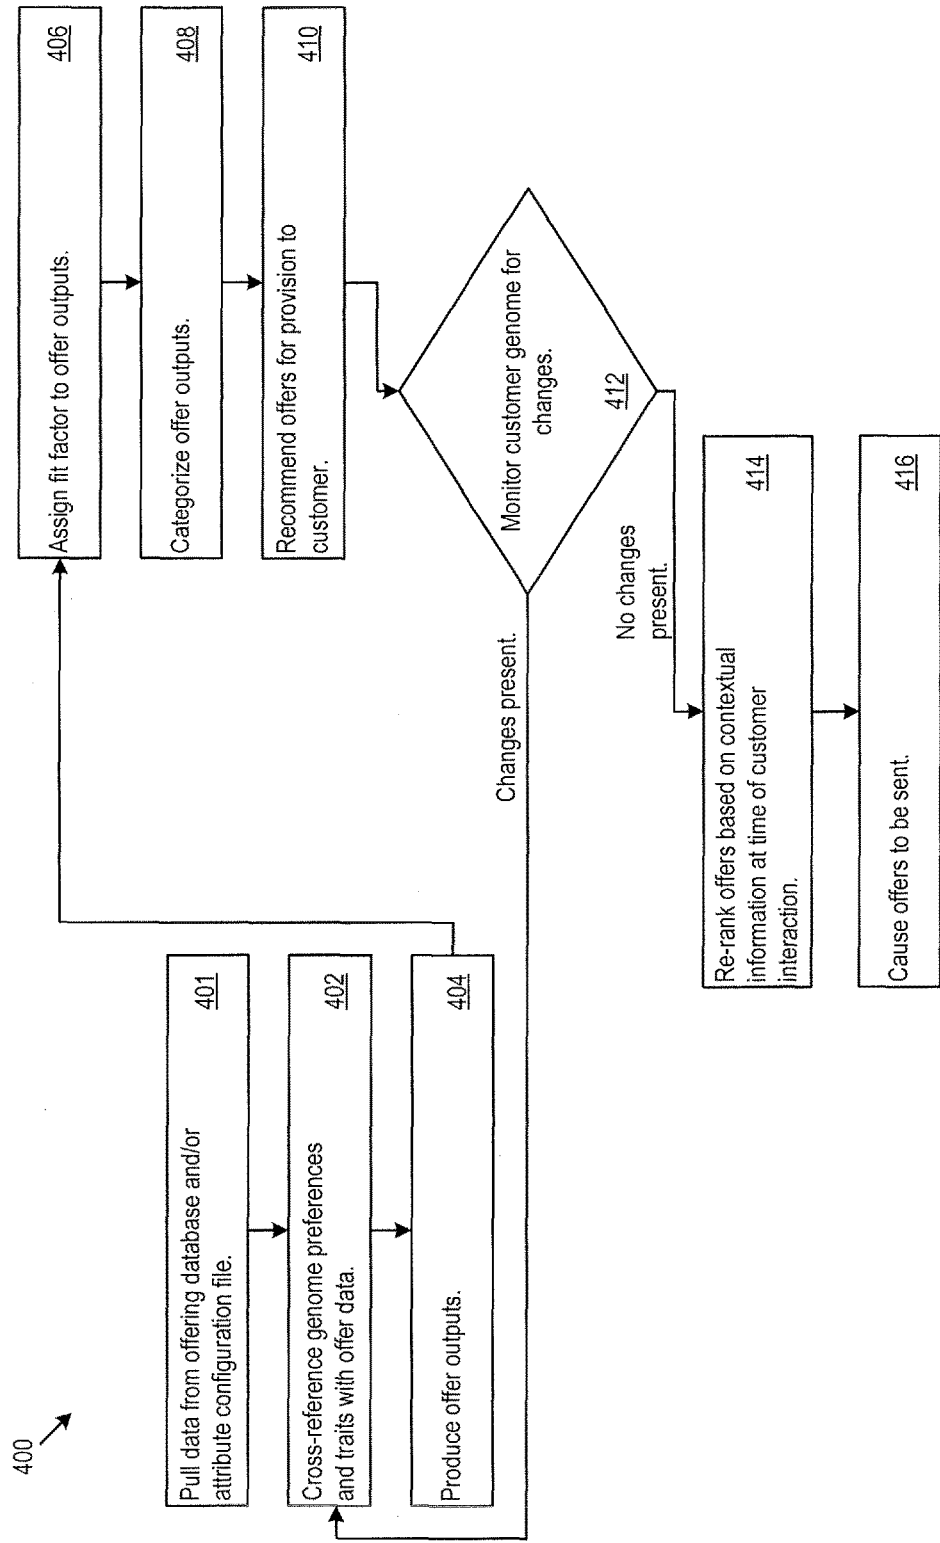 400
Pull data from offering database and/or
attribute configuration file.
401
Cross-reference genome preferences
and traits with offer data.
402
Produce offer outputs.
404
Assign fit factor to offer outputs.
406
Categorize offer outputs.
408
Recommend offers for provision to
customer.
410
Monitor customer genome for
changes.
412
Changes present.
No changes
present.
Re-rank offers based on contextual
information at time of customer
interaction.
414
Cause offers to be sent.
416